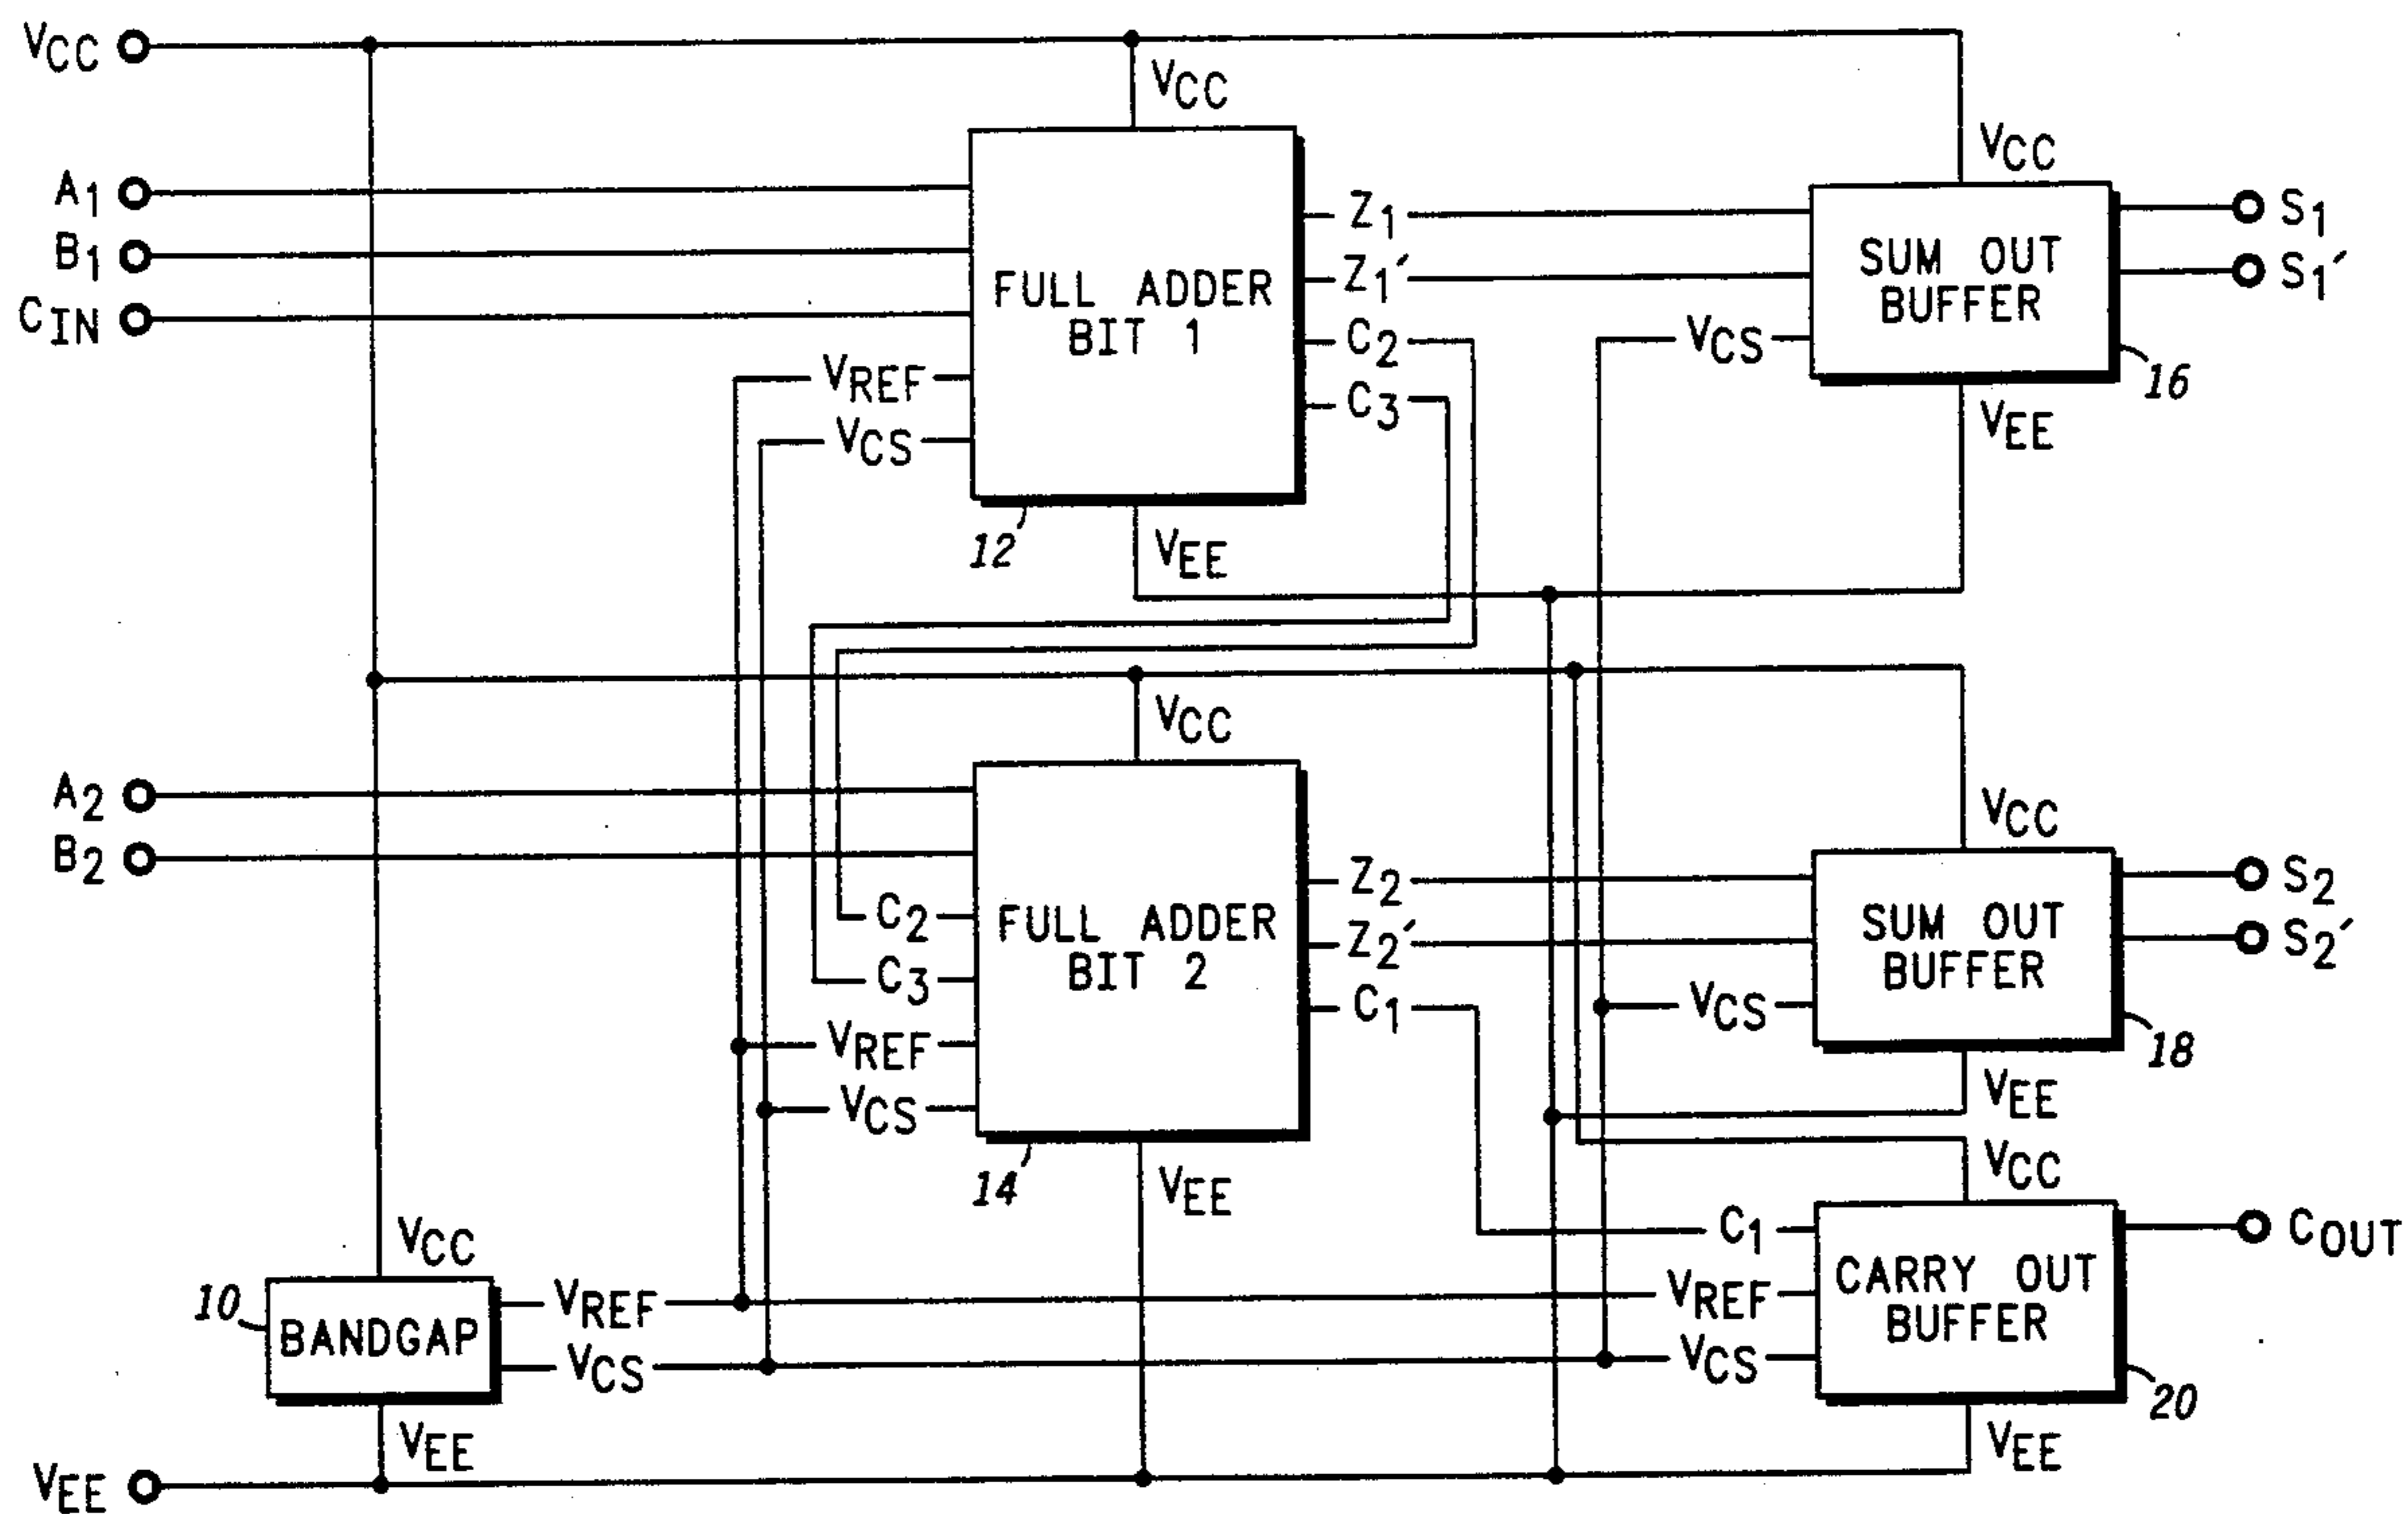 VCC
VCC
VCC
A1
B1
CIN
FULL ADDER
BIT 1
VREF
VCS
Z1
Z1′
C2
C3
12
VEE
SUM OUT
BUFFER
VCS
16
VEE
S1
S1′
VCC
VCC
A2
B2
C2
C3
VREF
VCS
FULL ADDER
BIT 2
Z2
Z2′
C1
14
VEE
SUM OUT
BUFFER
VCS
18
VEE
S2
S2′
VCC
VCC
10
BANDGAP
VREF
VCS
VEE
VEE
C1
VREF
VCS
CARRY OUT
BUFFER
COUT
20
VEE